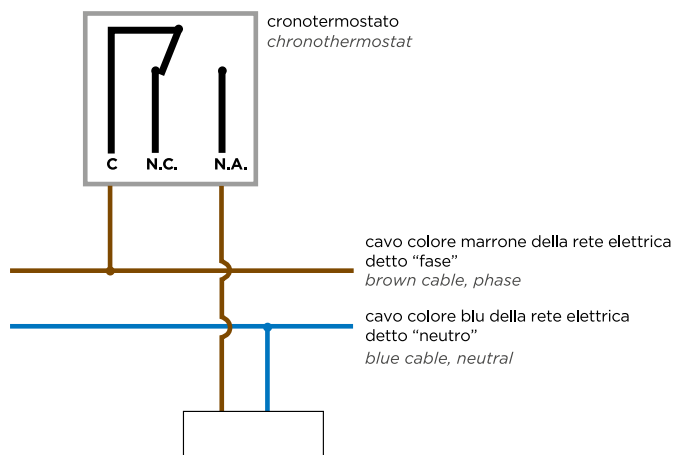 cronotermostato
chronothermostat
C N.C. N.A.
cavo colore marrone della rete elettrica
detto “fase”
brown cable, phase
cavo colore blu della rete elettrica
detto “neutro”
blue cable, neutral